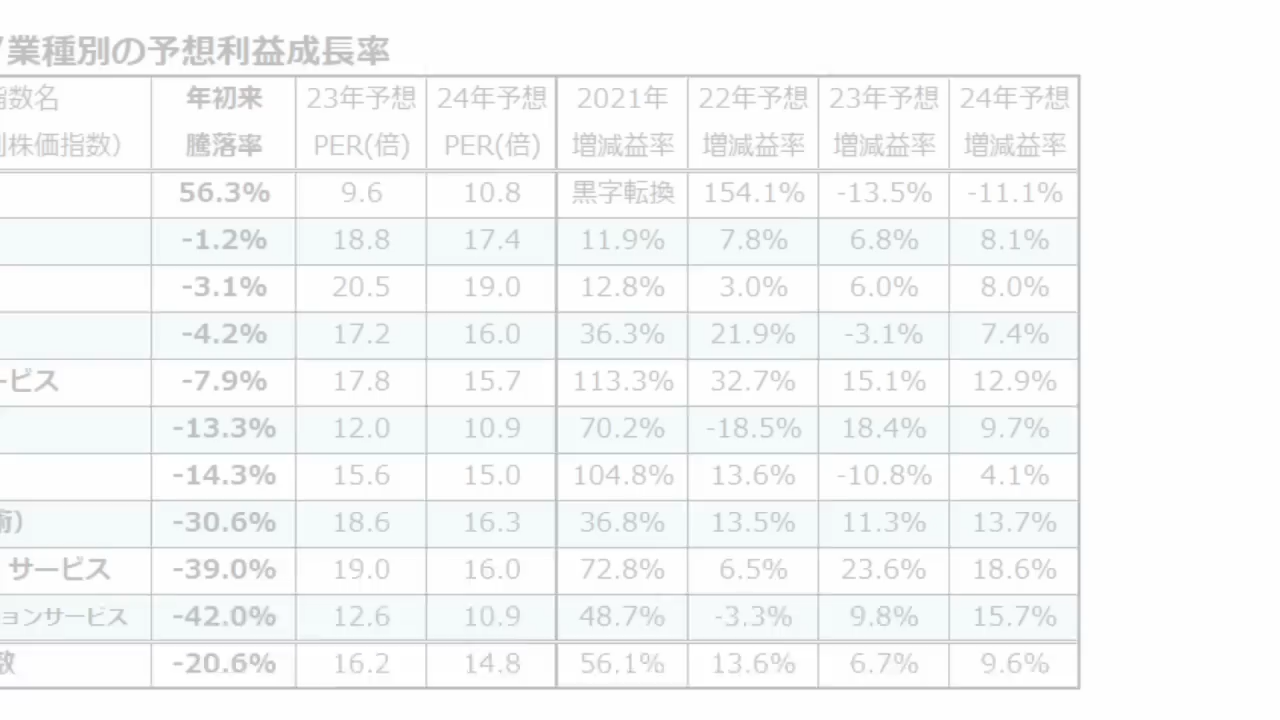 業種別の予想利益成長率
指数名 年初来 23年予想 24年予想 2021年 22年予想 23年予想 24年予想
株価指数） 騰落率 PER(倍) PER(倍) 増減益率 増減益率 増減益率 増減益率
56.3% 9.6 10.8 黒字転換 154.1% -13.5% -11.1%
-1.2% 18.8 17.4 11.9% 7.8% 6.8% 8.1%
-3.1% 20.5 19.0 12.8% 3.0% 6.0% 8.0%
-4.2% 17.2 16.0 36.3% 21.9% -3.1% 7.4%
ービス -7.9% 17.8 15.7 113.3% 32.7% 15.1% 12.9%
-13.3% 12.0 10.9 70.2% -18.5% 18.4% 9.7%
-14.3% 15.6 15.0 104.8% 13.6% -10.8% 4.1%
術） -30.6% 18.6 16.3 36.8% 13.5% 11.3% 13.7%
サービス -39.0% 19.0 16.0 72.8% 6.5% 23.6% 18.6%
ョンサービス -42.0% 12.6 10.9 48.7% -3.3% 9.8% 15.7%
数 -20.6% 16.2 14.8 56.1% 13.6% 6.7% 9.6%